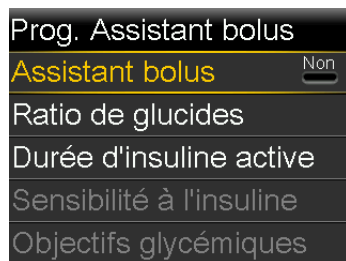 Prog. Assistant bolus
Assistant bolus Non
Ratio de glucides
Durée d'insuline active
Sensibilité à l'insuline
Objectifs glycémiques